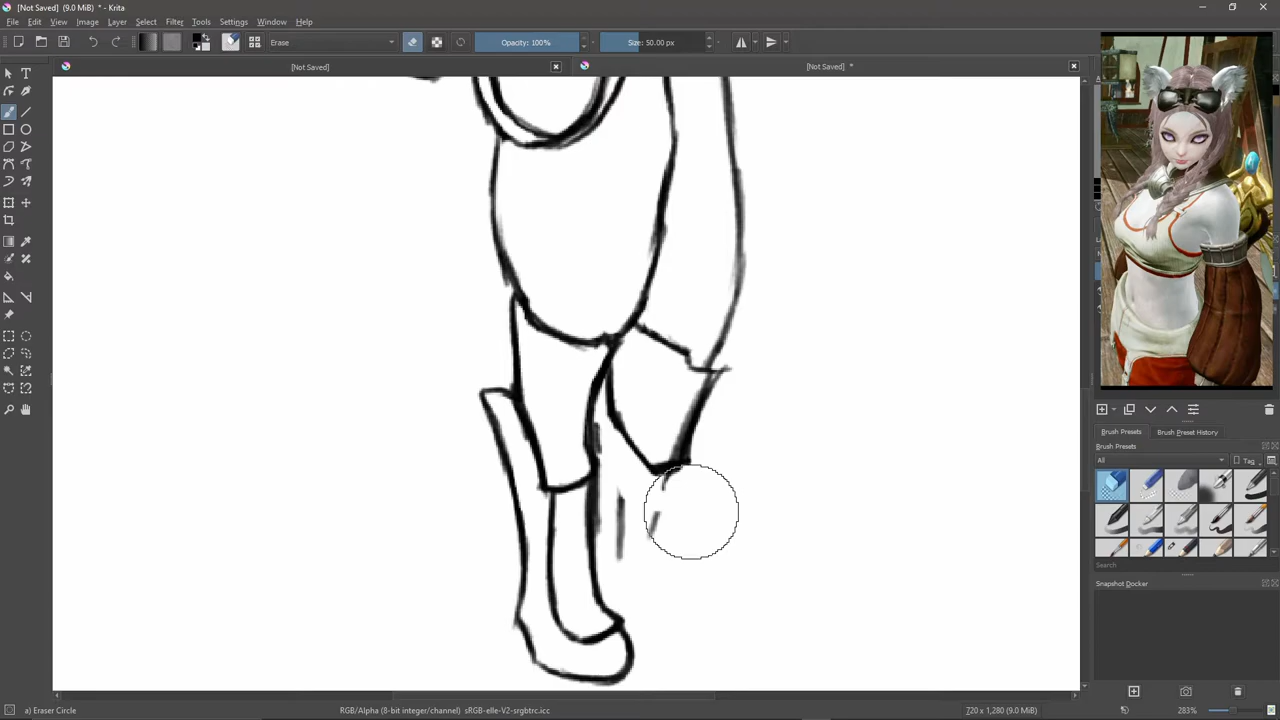 [Not Saved] (9.0 MiB) * - Krita
File Edit View Image Layer Select Filter Tools Settings Window Help
Erase Opacity: 100% Size: 50.00 px
[Not Saved] [Not Saved] *
Brush Presets Brush Preset History
Brush Presets
All Tag
Search
Snapshot Docker
a) Eraser Circle RGB/Alpha (8-bit integer/channel) sRGB-elle-V2-srgbtrc.icc 720 x 1,280 (9.0 MiB) 283%